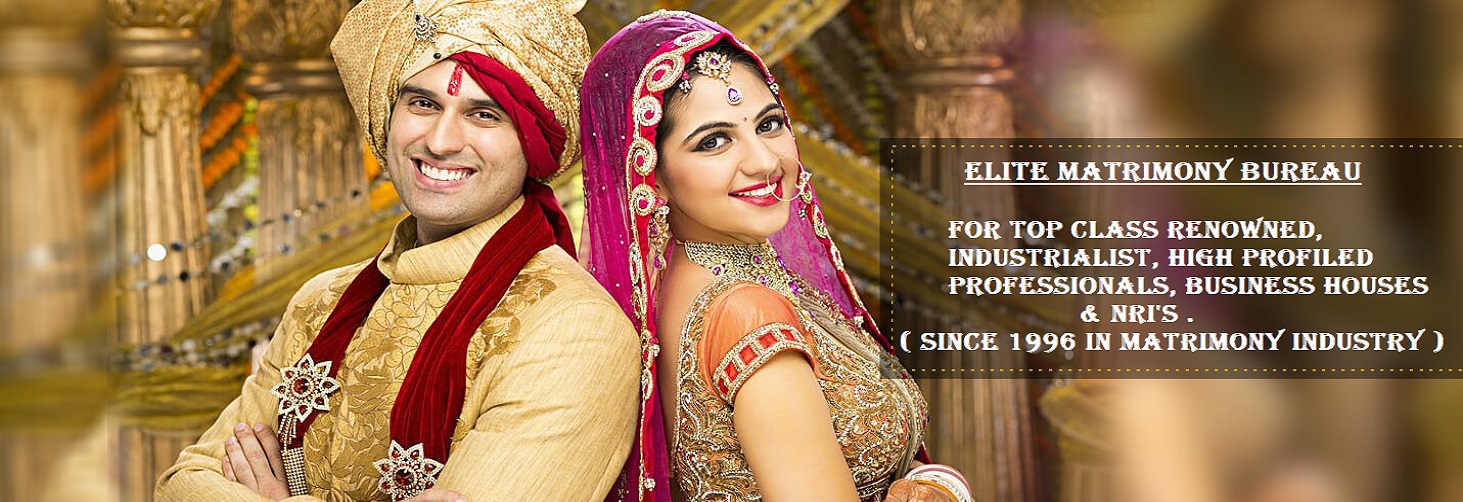 ELITE MATRIMONY BUREAU
FOR TOP CLASS RENOWNED,
INDUSTRIALIST, HIGH PROFILED
PROFESSIONALS, BUSINESS HOUSES
& NRI'S .
( SINCE 1996 IN MATRIMONY INDUSTRY )